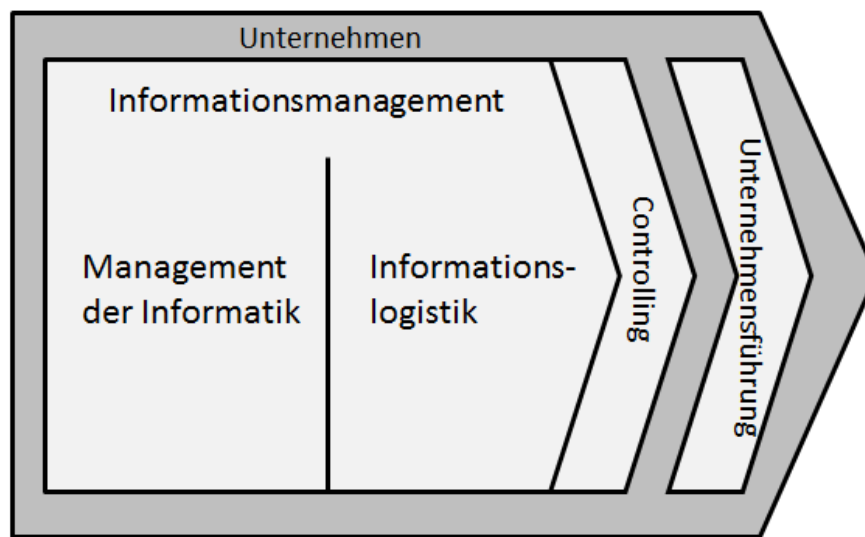 Unternehmen
Informationsmanagement
Management
der Informatik
Informations-
logistik
Controlling
Unternehmensführung